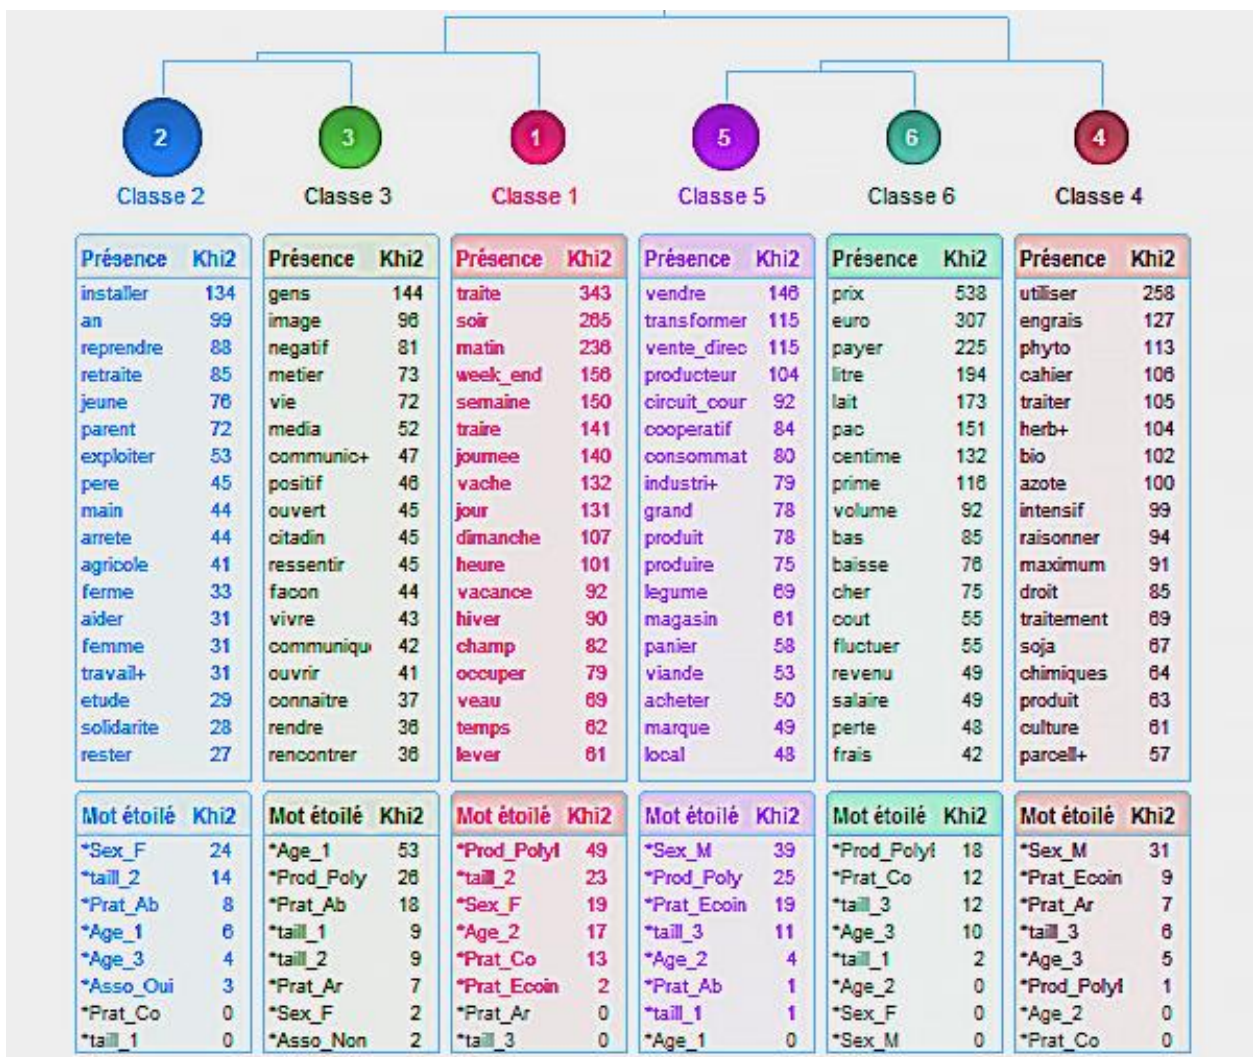 2 3 1 5 6 4
Classe 2 Classe 3 Classe 1 Classe 5 Classe 6 Classe 4
Présence Khi2 Présence Khi2 Présence Khi2 Présence Khi2 Présence Khi2 Présence Khi2
installer 134 gens 144 traite 343 vendre 146 prix 538 utiliser 258
an 99 image 96 soir 265 transformer 115 euro 307 engrais 127
reprendre 88 negatif 81 matin 236 vente_direc 115 payer 225 phyto 113
retraite 85 metier 73 week_end 156 producteur 104 litre 194 cahier 106
jeune 76 vie 72 semaine 150 circuit_cour 92 lait 173 traiter 105
parent 72 media 52 traire 141 cooperatif 84 pac 151 herb+ 104
exploiter 53 communic+ 47 journee 140 consommat 80 centime 132 bio 102
pere 45 positif 46 vache 132 industri+ 79 prime 116 azote 100
main 44 ouvert 45 jour 131 grand 78 volume 92 intensif 99
arrete 44 citadin 45 dimanche 107 produit 78 bas 85 raisonner 94
agricole 41 ressentir 45 heure 101 produire 75 baisse 76 maximum 91
ferme 33 facon 44 vacance 92 legume 69 cher 75 droit 85
aider 31 vivre 43 hiver 90 magasin 61 cout 55 traitement 69
femme 31 communiqu 42 champ 82 panier 58 fluctuer 55 soja 67
travail+ 31 ouvrir 41 occuper 79 viande 53 revenu 49 chimiques 64
etude 29 connaitre 37 veau 69 acheter 50 salaire 49 produit 63
solidarite 28 rendre 36 temps 62 marque 49 perte 48 culture 61
rester 27 rencontrer 36 lever 61 local 48 frais 42 parcell+ 57
Mot étoilé Khi2 Mot étoilé Khi2 Mot étoilé Khi2 Mot étoilé Khi2 Mot étoilé Khi2 Mot étoilé Khi2
*Sex_F 24 *Age_1 53 *Prod_Polyl 49 *Sex_M 39 *Prod_Polyl 18 *Sex_M 31
*taill_2 14 *Prod_Poly 26 *taill_2 23 *Prod_Poly 25 *Prat_Co 12 *Prat_Ecoin 9
*Prat_Ab 8 *Prat_Ab 18 *Sex_F 19 *Prat_Ecoin 19 *taill_3 12 *Prat_Ar 7
*Age_1 6 *taill_1 9 *Age_2 17 *taill_3 11 *Age_3 10 *taill_3 6
*Age_3 4 *taill_2 9 *Prat_Co 13 *Age_2 4 *taill_1 2 *Age_3 5
*Asso_Oui 3 *Prat_Ar 7 *Prat_Ecoin 2 *Prat_Ab 1 *Age_2 0 *Prod_Polyl 1
*Prat_Co 0 *Sex_F 2 *Prat_Ar 0 *taill_1 1 *Sex_F 0 *Age_2 0
*taill_1 0 *Asso_Non 2 *taill_3 0 *Age_1 0 *Sex_M 0 *Prat_Co 0